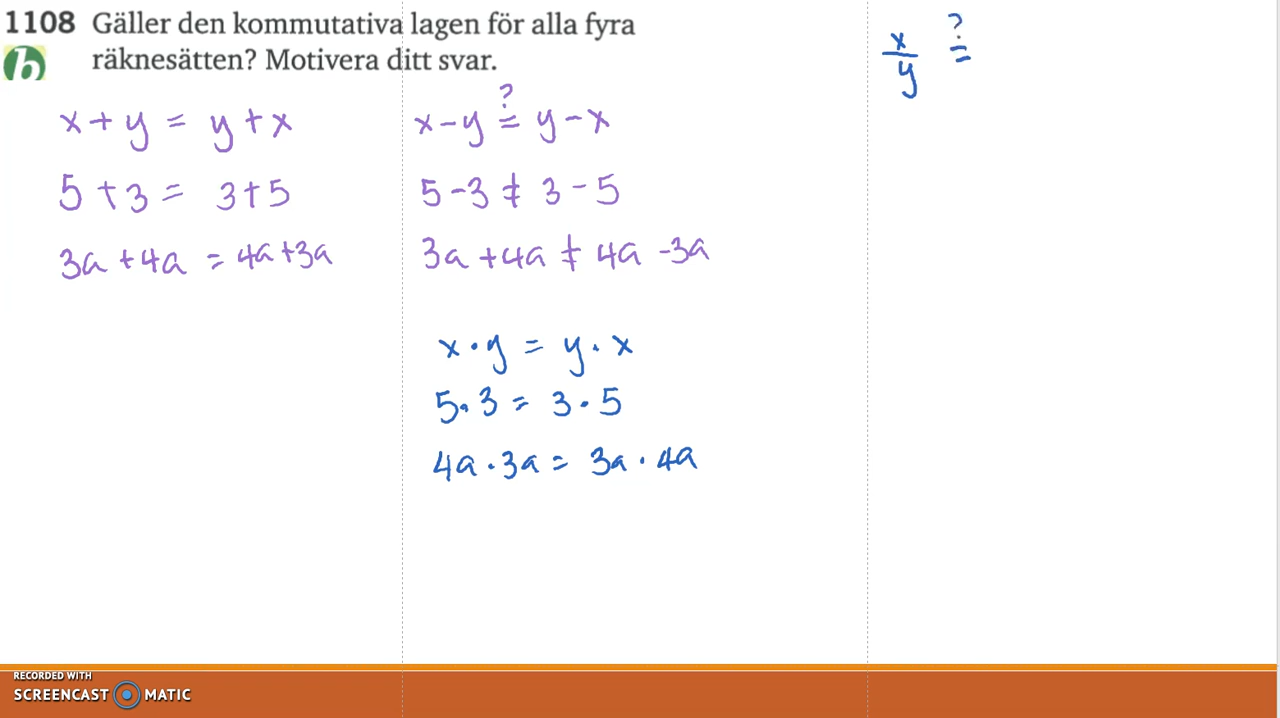 1108 Gäller den kommutativa lagen för alla fyra
räknesätten? Motivera ditt svar.
b
x + y = y + x
5 + 3 = 3 + 5
3a + 4a = 4a + 3a
?
x - y = y - x
5 - 3 ≠ 3 - 5
3a + 4a ≠ 4a - 3a
x · y = y · x
5 · 3 = 3 · 5
4a · 3a = 3a · 4a
?
x/y =
RECORDED WITH
SCREENCAST MATIC